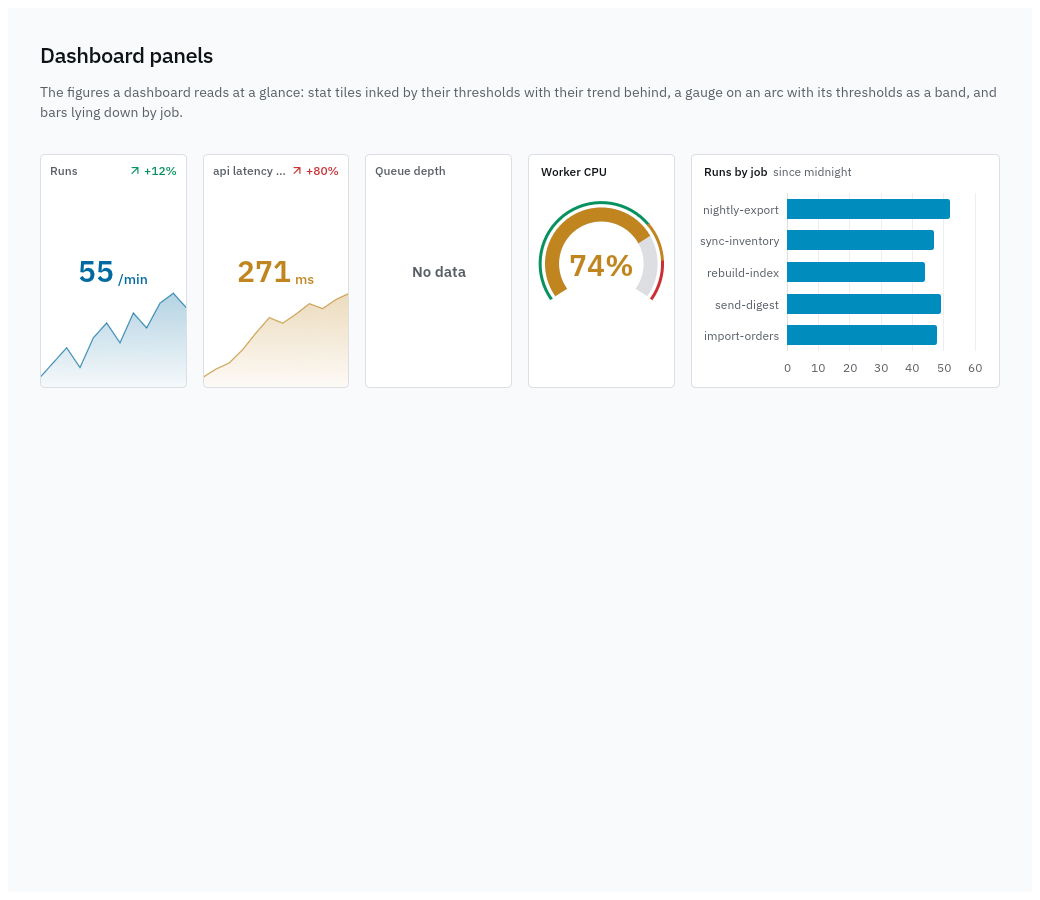 Dashboard panels
The figures a dashboard reads at a glance: stat tiles inked by their thresholds with their trend behind, a gauge on an arc with its thresholds as a band, and
bars lying down by job.
Runs +12%
55 /min
api latency ... +80%
271 ms
Queue depth
No data
Worker CPU
74%
Runs by job since midnight
nightly-export
sync-inventory
rebuild-index
send-digest
import-orders
0 10 20 30 40 50 60